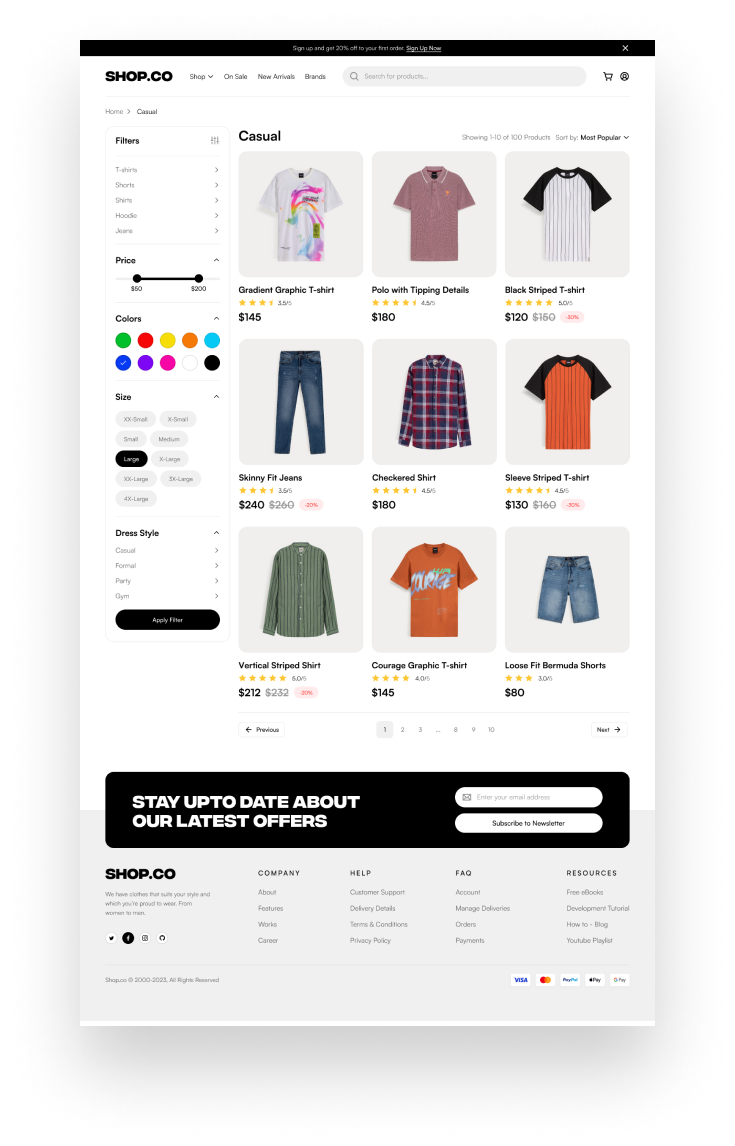 Sign up and get 20% off to your first order. Sign Up Now
SHOP.CO
Shop
On Sale
New Arrivals
Brands
Search for products...
Home > Casual
Filters
T-shirts
Shorts
Shirts
Hoodie
Jeans
Price
$50
$200
Colors
Size
XX-Small
X-Small
Small
Medium
Large
X-Large
XX-Large
3X-Large
4X-Large
Dress Style
Casual
Formal
Party
Gym
Apply Filter
Casual
Showing 1-10 of 100 Products
Sort by: Most Popular
Gradient Graphic T-shirt
3.5/5
$145
Polo with Tipping Details
4.5/5
$180
Black Striped T-shirt
5.0/5
$120 $150 -30%
Skinny Fit Jeans
3.5/5
$240 $260 -20%
Checkered Shirt
4.5/5
$180
Sleeve Striped T-shirt
4.5/5
$130 $160 -30%
Vertical Striped Shirt
5.0/5
$212 $232 -20%
COURAGE
Courage Graphic T-shirt
4.0/5
$145
Loose Fit Bermuda Shorts
3.0/5
$80
Previous
1 2 3 ... 8 9 10
Next
STAY UPTO DATE ABOUT
OUR LATEST OFFERS
Enter your email address
Subscribe to Newsletter
SHOP.CO
We have clothes that suits your style and
which you're proud to wear. From
women to men.
COMPANY
About
Features
Works
Career
HELP
Customer Support
Delivery Details
Terms & Conditions
Privacy Policy
FAQ
Account
Manage Deliveries
Orders
Payments
RESOURCES
Free eBooks
Development Tutorial
How to - Blog
Youtube Playlist
Shop.co © 2000-2023, All Rights Reserved
VISA
PayPal
Pay
G Pay